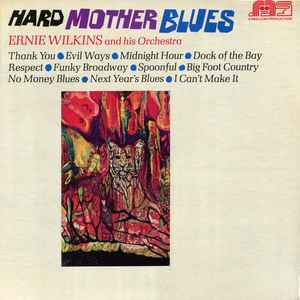 HARD MOTHER BLUES
ERNIE WILKINS and his Orchestra
Thank You ● Evil Ways ● Midnight Hour ● Dock of the Bay
Respect ● Funky Broadway ● Spoonful ● Big Foot Country
No Money Blues ● Next Year's Blues ● I Can't Make It